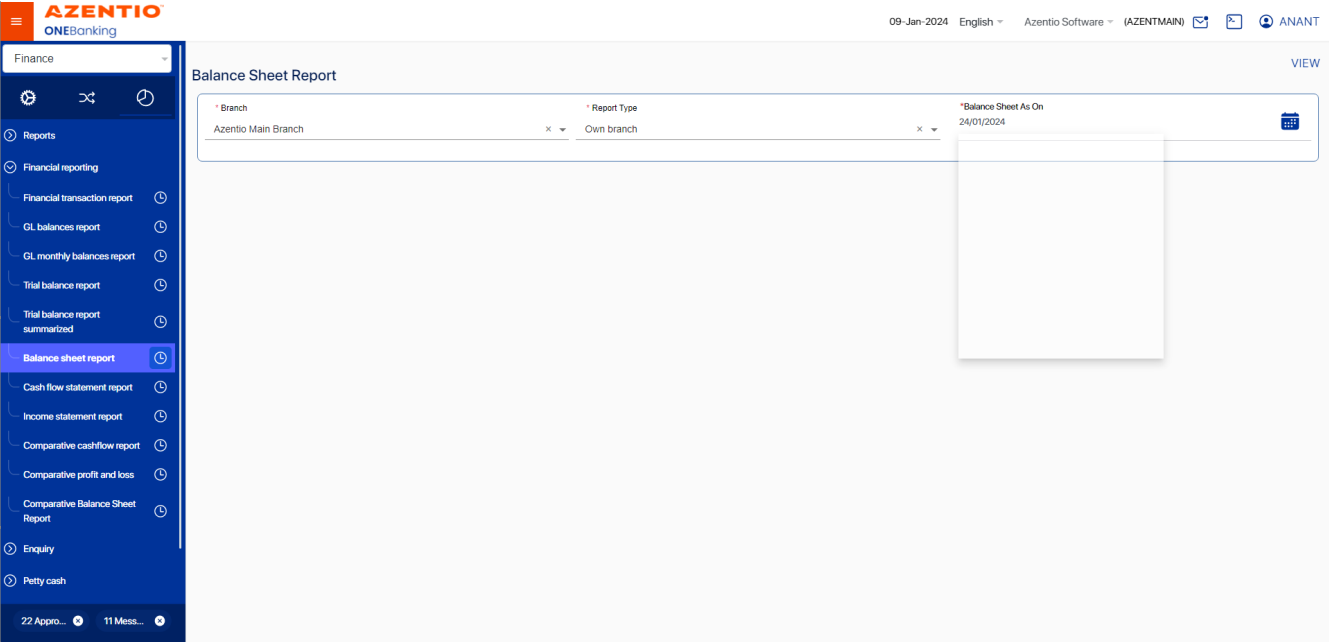 AZENTIO
ONEBanking
09-Jan-2024 English Azentio Software (AZENTMAIN) ANANT
Finance
VIEW
Balance Sheet Report
* Branch
Azentio Main Branch
* Report Type
Own branch
*Balance Sheet As On
24/01/2024
Reports
Financial reporting
Financial transaction report
GL balances report
GL monthly balances report
Trial balance report
Trial balance report
summarized
Balance sheet report
Cash flow statement report
Income statement report
Comparative cashflow report
Comparative profit and loss
Comparative Balance Sheet
Report
Enquiry
Petty cash
22 Appro... 11 Mess...